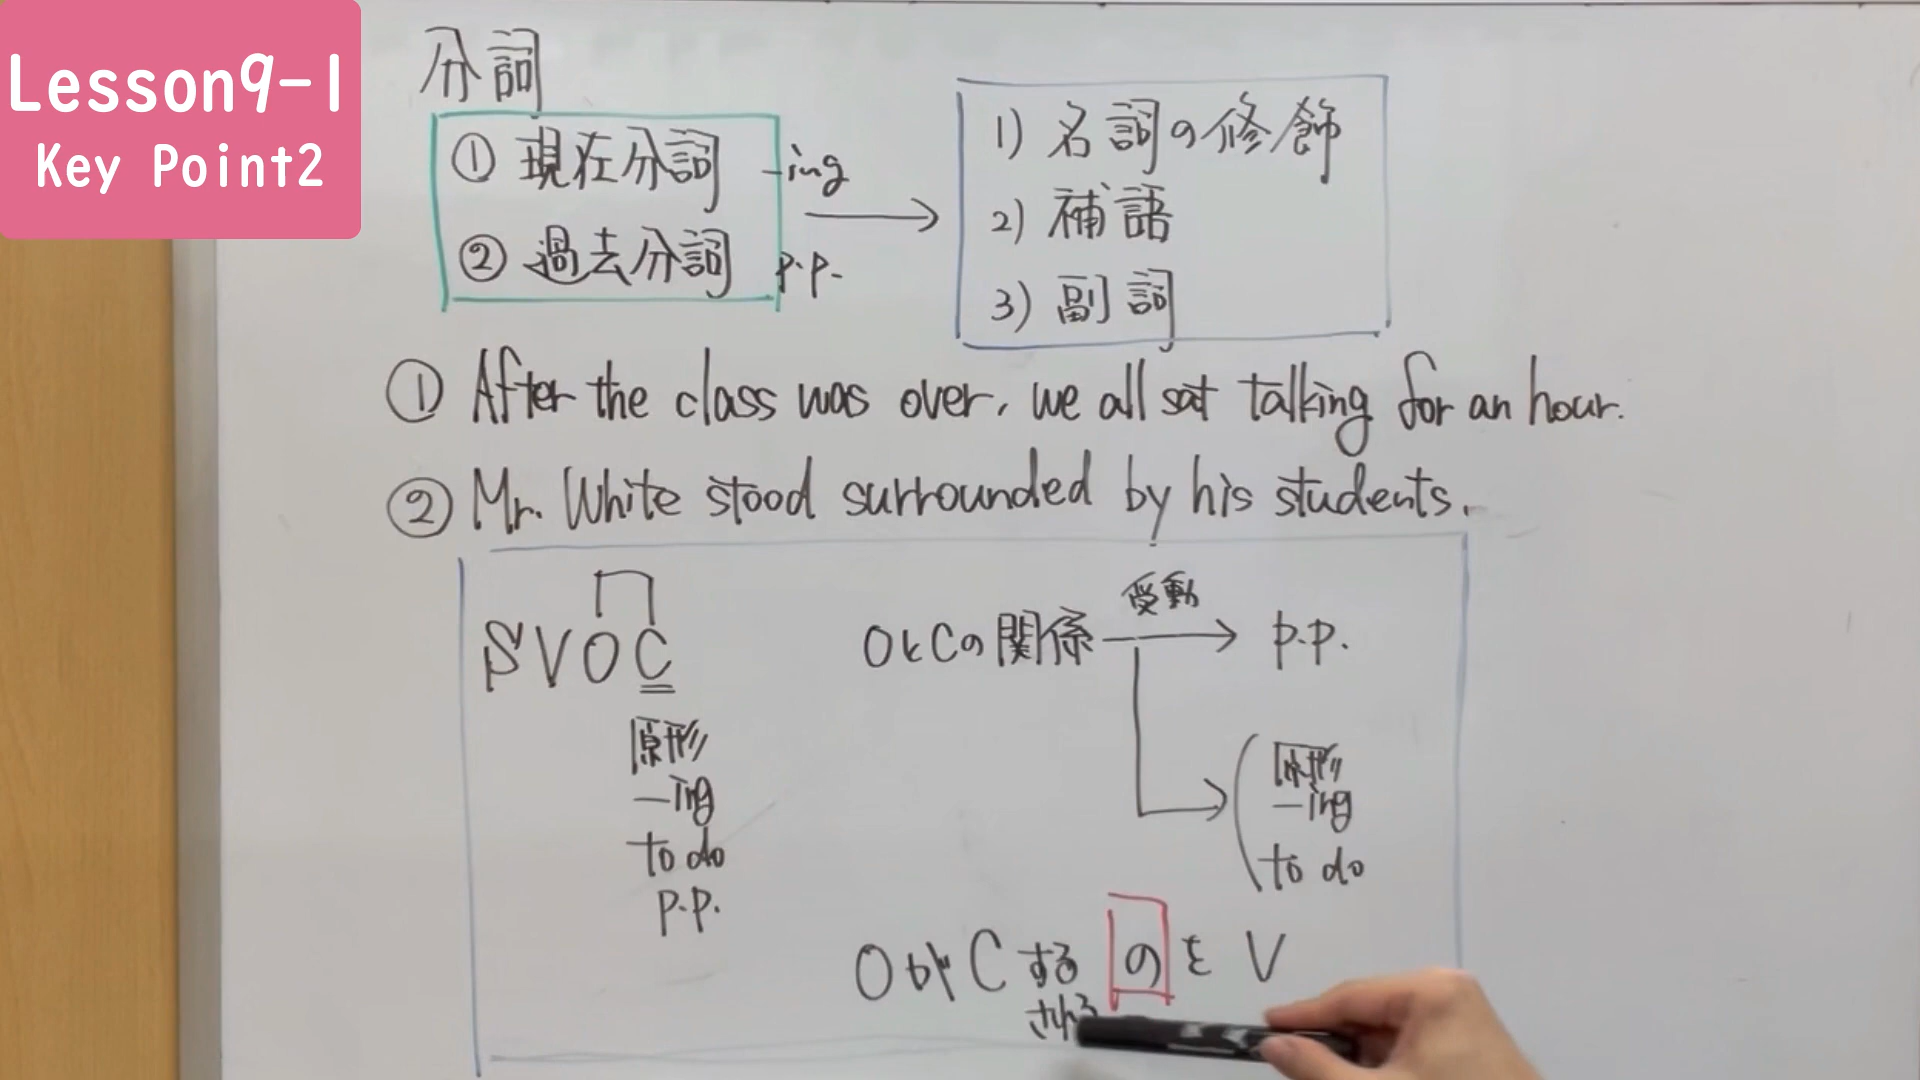 Lesson9-1
Key Point2
分詞
① 現在分詞 -ing
② 過去分詞 p.p.
1) 名詞の修飾
2) 補語
3) 副詞
① After the class was over, we all sat talking for an hour.
② Mr. White stood surrounded by his students.
SVOC
原形
-ing
to do
p.p.
OとCの関係 受動 p.p.
原形
-ing
to do
OがCするのをV
される